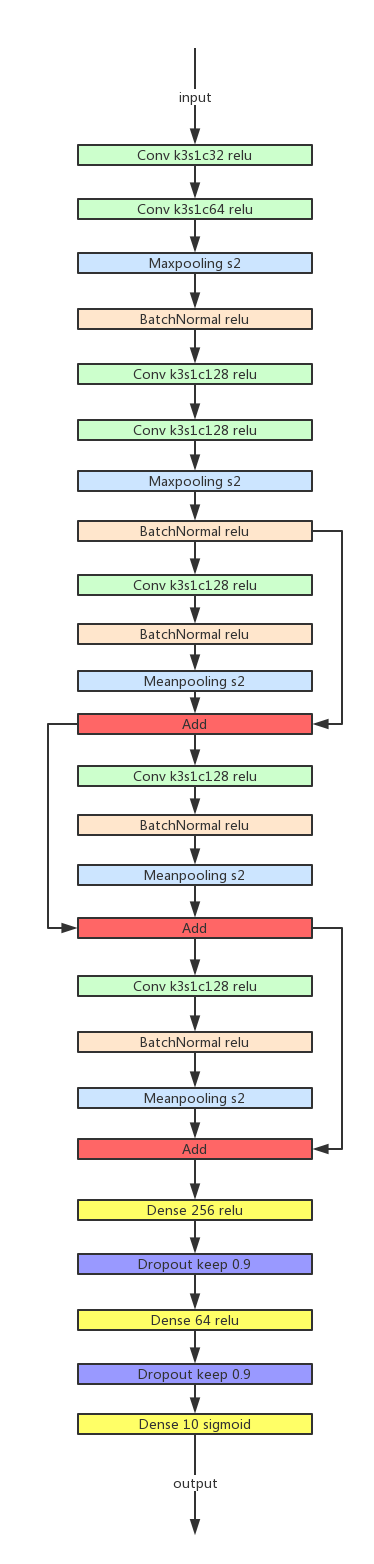 input
Conv k3s1c32 relu
Conv k3s1c64 relu
Maxpooling s2
BatchNormal relu
Conv k3s1c128 relu
Conv k3s1c128 relu
Maxpooling s2
BatchNormal relu
Conv k3s1c128 relu
BatchNormal relu
Meanpooling s2
Add
Conv k3s1c128 relu
BatchNormal relu
Meanpooling s2
Add
Conv k3s1c128 relu
BatchNormal relu
Meanpooling s2
Add
Dense 256 relu
Dropout keep 0.9
Dense 64 relu
Dropout keep 0.9
Dense 10 sigmoid
output